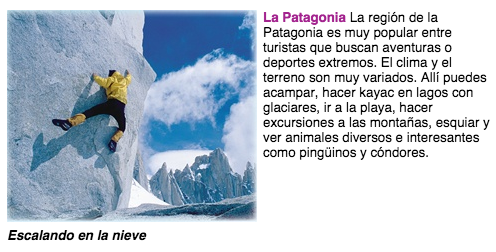 La Patagonia La región de la
Patagonia es muy popular entre
turistas que buscan aventuras o
deportes extremos. El clima y el
terreno son muy variados. Allí puedes
acampar, hacer kayac en lagos con
glaciares, ir a la playa, hacer
excursiones a las montañas, esquiar y
ver animales diversos e interesantes
como pingüinos y cóndores.
Escalando en la nieve